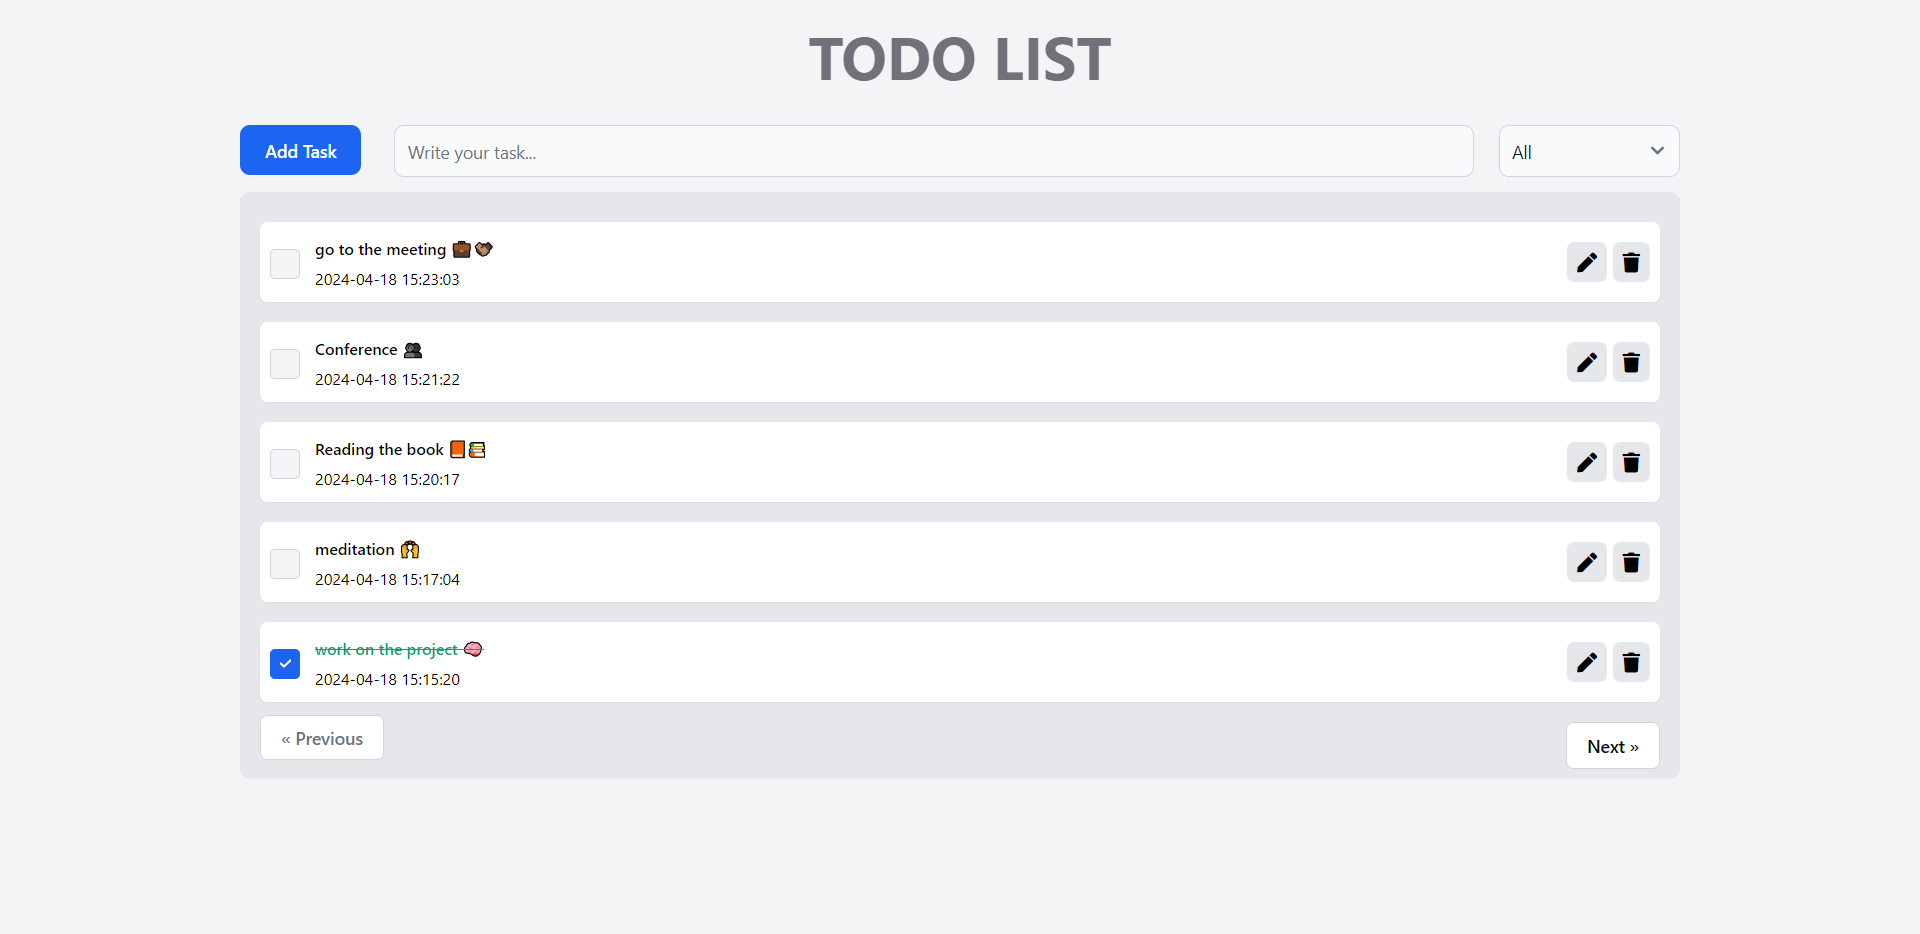 TODO LIST
Add Task
Write your task...
All
go to the meeting 💼🤝🏾
2024-04-18 15:23:03
Conference 👥
2024-04-18 15:21:22
Reading the book 📙📚
2024-04-18 15:20:17
meditation 🙌
2024-04-18 15:17:04
work on the project 🧠
2024-04-18 15:15:20
« Previous
Next »